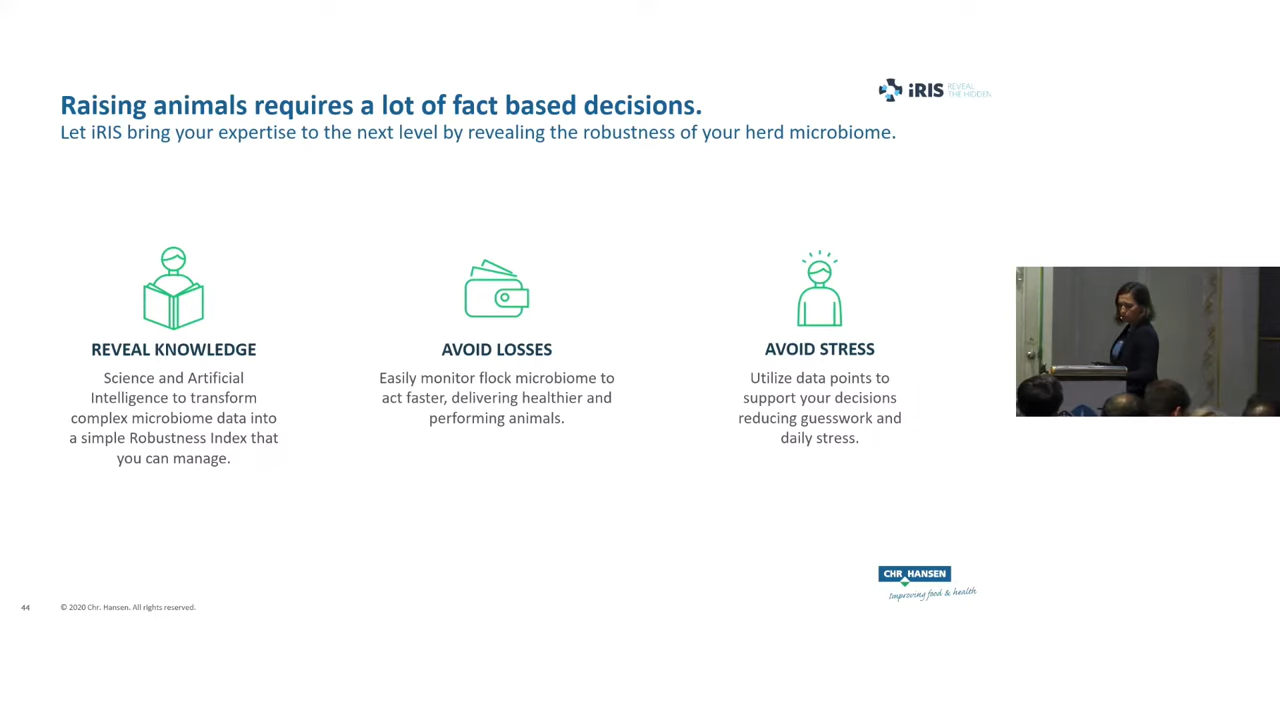 Raising animals requires a lot of fact based decisions.
Let iRIS bring your expertise to the next level by revealing the robustness of your herd microbiome.
iRIS REVEAL
THE HIDDEN
REVEAL KNOWLEDGE
Science and Artificial
Intelligence to transform
complex microbiome data into
a simple Robustness Index that
you can manage.
AVOID LOSSES
Easily monitor flock microbiome to
act faster, delivering healthier and
performing animals.
AVOID STRESS
Utilize data points to
support your decisions
reducing guesswork and
daily stress.
CHR HANSEN
Improving food & health
44
© 2020 Chr. Hansen. All rights reserved.